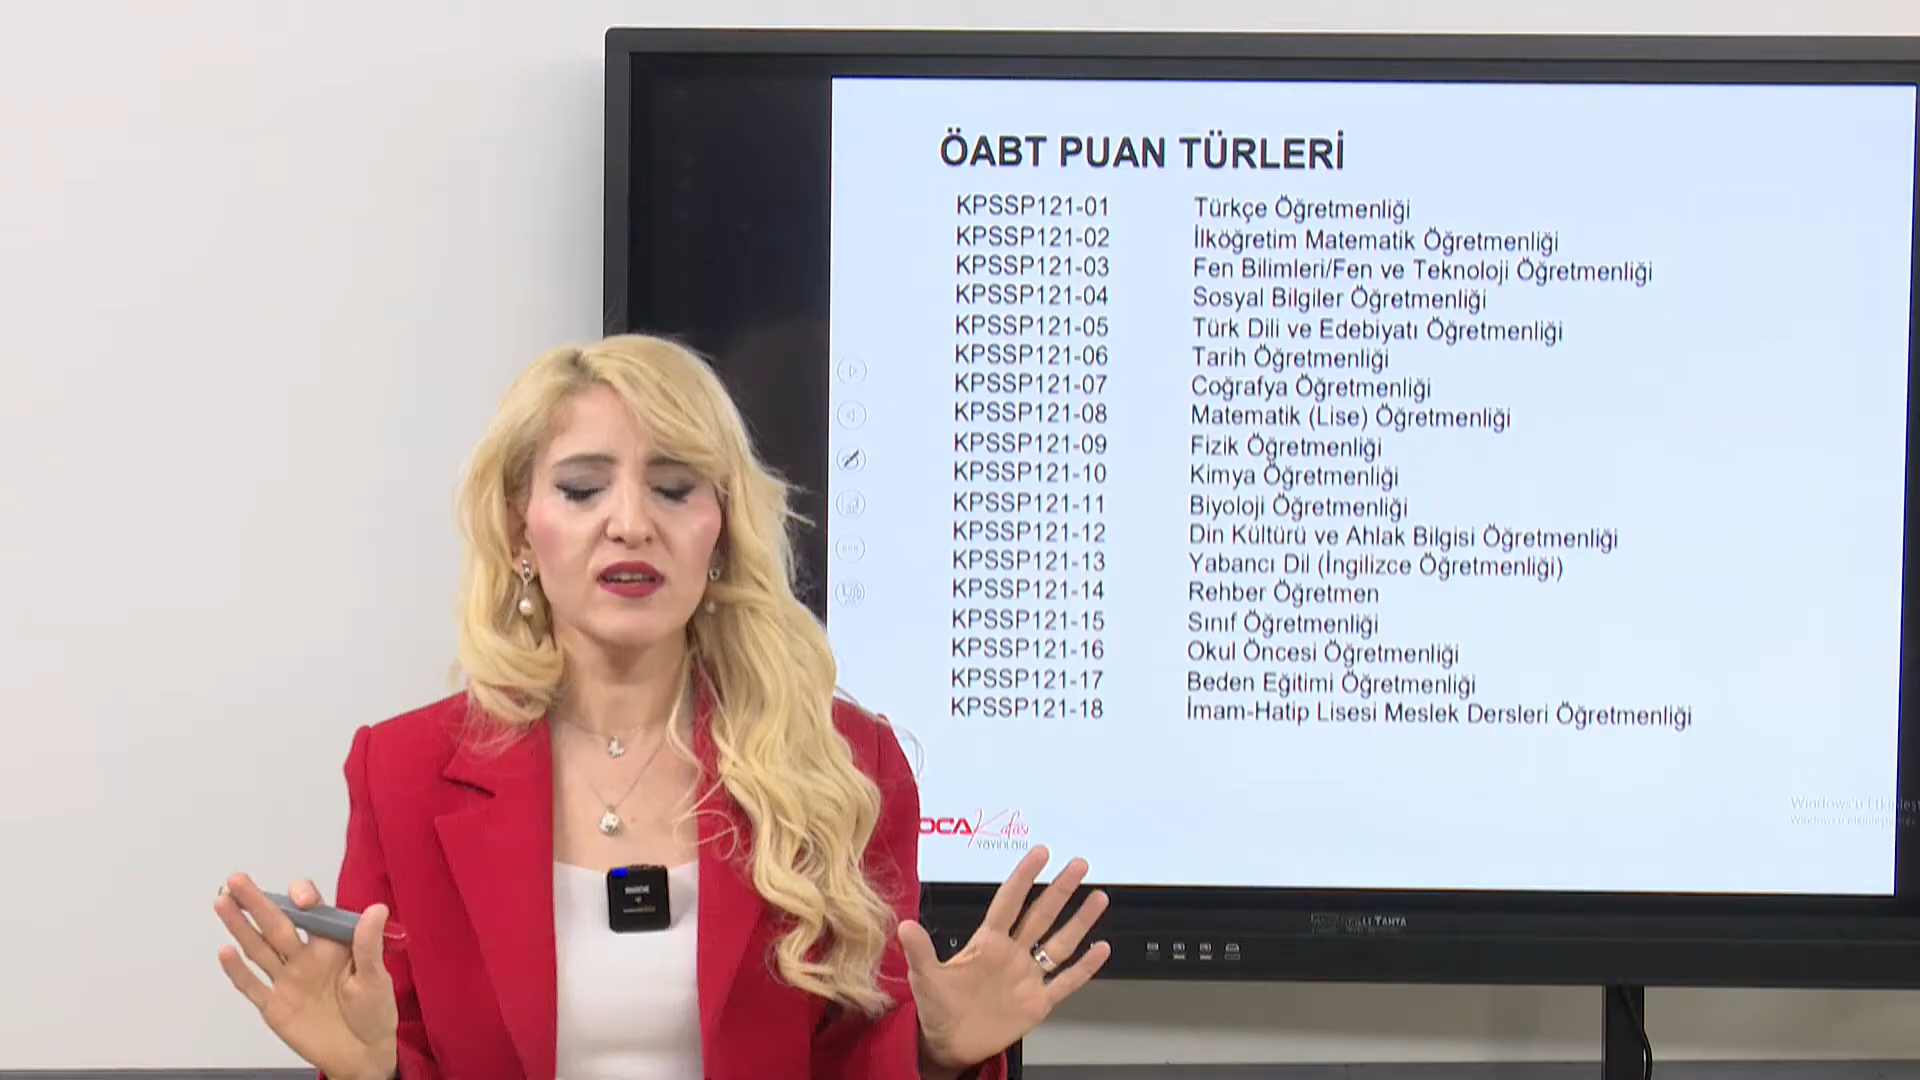 ÖABT PUAN TÜRLERİ
KPSSP121-01 Türkçe Öğretmenliği
KPSSP121-02 İlköğretim Matematik Öğretmenliği
KPSSP121-03 Fen Bilimleri/Fen ve Teknoloji Öğretmenliği
KPSSP121-04 Sosyal Bilgiler Öğretmenliği
KPSSP121-05 Türk Dili ve Edebiyatı Öğretmenliği
KPSSP121-06 Tarih Öğretmenliği
KPSSP121-07 Coğrafya Öğretmenliği
KPSSP121-08 Matematik (Lise) Öğretmenliği
KPSSP121-09 Fizik Öğretmenliği
KPSSP121-10 Kimya Öğretmenliği
KPSSP121-11 Biyoloji Öğretmenliği
KPSSP121-12 Din Kültürü ve Ahlak Bilgisi Öğretmenliği
KPSSP121-13 Yabancı Dil (İngilizce Öğretmenliği)
KPSSP121-14 Rehber Öğretmen
KPSSP121-15 Sınıf Öğretmenliği
KPSSP121-16 Okul Öncesi Öğretmenliği
KPSSP121-17 Beden Eğitimi Öğretmenliği
KPSSP121-18 İmam-Hatip Lisesi Meslek Dersleri Öğretmenliği
Windows'u Etkinleşt
OCA Kafası
YAYINLARI
TAHTA